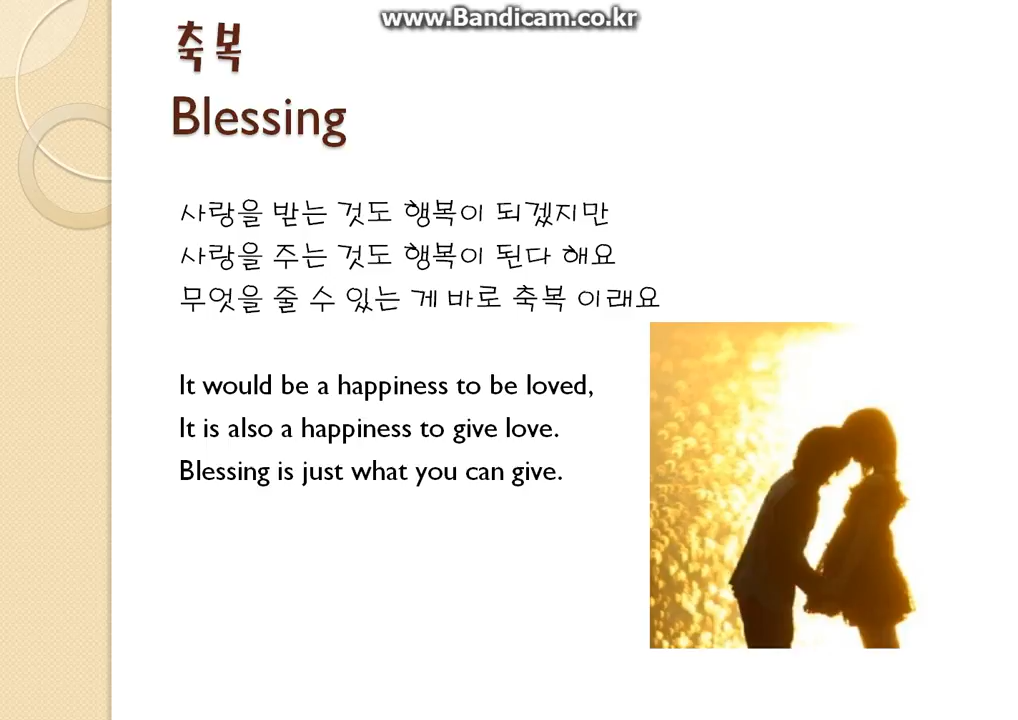 www.Bandicam.co.kr
축복
Blessing
사랑을 받는 것도 행복이 되겠지만
사랑을 주는 것도 행복이 된다 해요
무엇을 줄 수 있는 게 바로 축복 이래요
It would be a happiness to be loved,
It is also a happiness to give love.
Blessing is just what you can give.